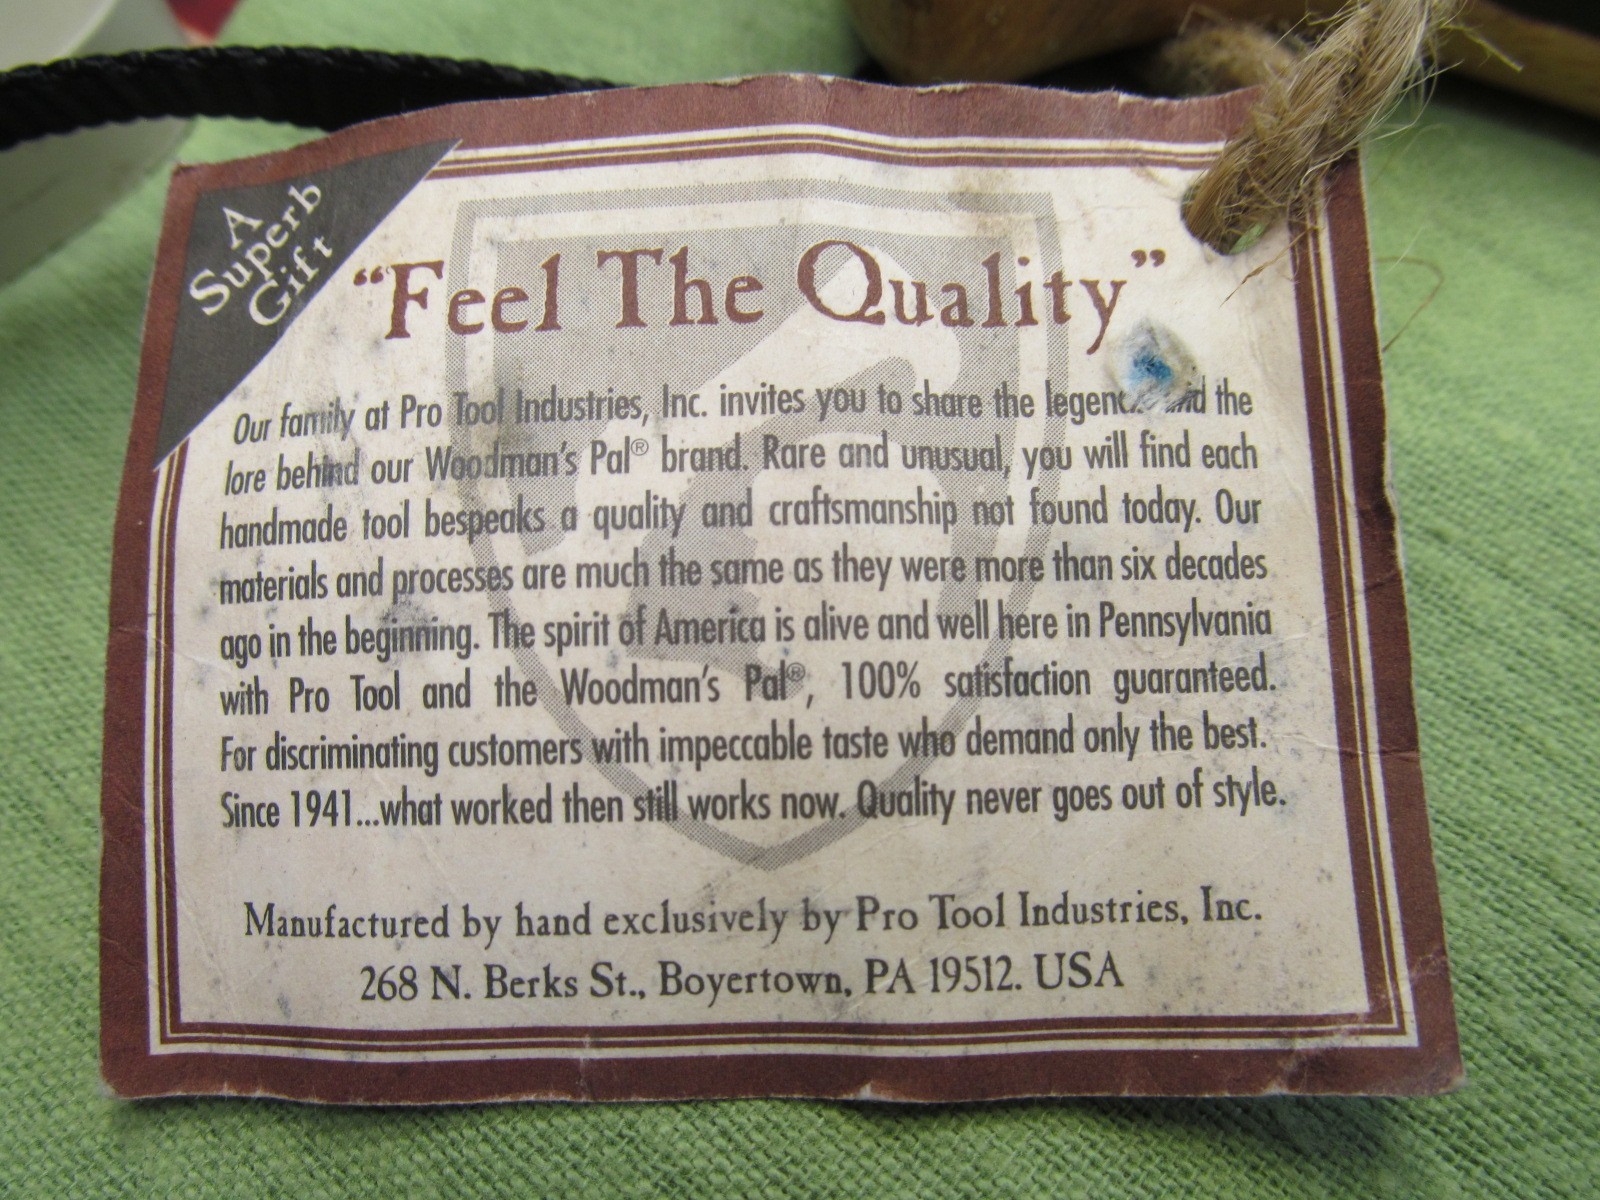 A
Superb
Gift
“Feel The Quality”
Our family at Pro Tool Industries, Inc. invites you to share the legend and the
lore behind our Woodman's Pal® brand. Rare and unusual, you will find each
handmade tool bespeaks a quality and craftsmanship not found today. Our
materials and processes are much the same as they were more than six decades
ago in the beginning. The spirit of America is alive and well here in Pennsylvania
with Pro Tool and the Woodman's Pal®, 100% satisfaction guaranteed.
For discriminating customers with impeccable taste who demand only the best.
Since 1941...what worked then still works now. Quality never goes out of style.
Manufactured by hand exclusively by Pro Tool Industries, Inc.
268 N. Berks St., Boyertown, PA 19512. USA